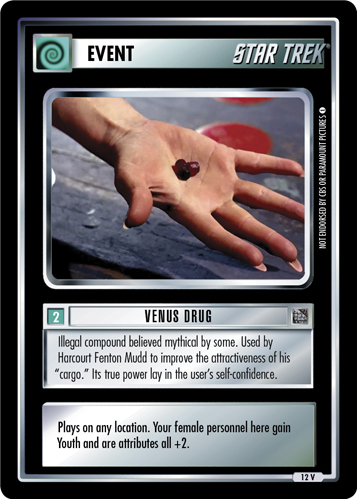 EVENT
STAR TREK
NOT ENDORSED BY CBS OR PARAMOUNT PICTURES
2
VENUS DRUG
Illegal compound believed mythical by some. Used by
Harcourt Fenton Mudd to improve the attractiveness of his
“cargo.” Its true power lay in the user's self-confidence.
Plays on any location. Your female personnel here gain
Youth and are attributes all +2.
12 V